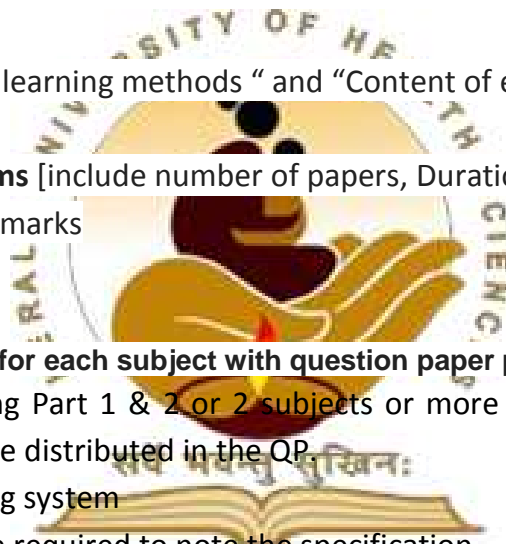 SITY OF HE
learning methods “ and “Content of e
ms [include number of papers, Duratio
marks
for each subject with question paper p
ng Part 1 & 2 or 2 subjects or more
e distributed in the QP.
सर्वे भवन्तु सुखिनः
g system
e required to note the specification